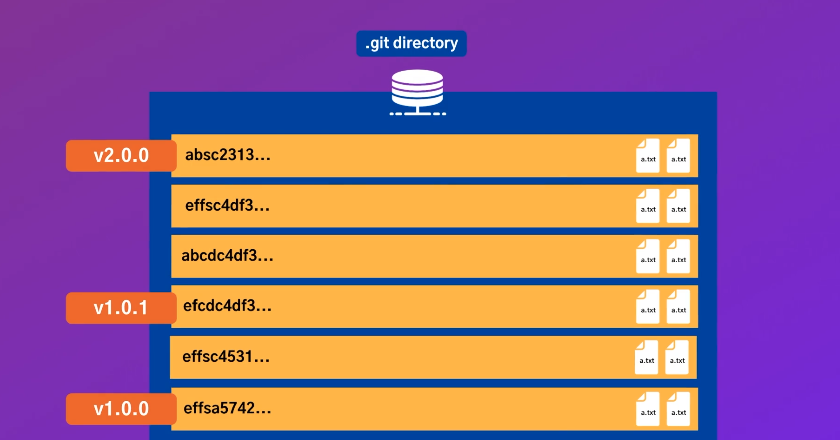 .git directory
v2.0.0 absc2313... a.txt a.txt
effsc4df3... a.txt a.txt
abcdc4df3... a.txt a.txt
v1.0.1 efcdc4df3... a.txt a.txt
effsc4531... a.txt a.txt
v1.0.0 effsa5742... a.txt a.txt